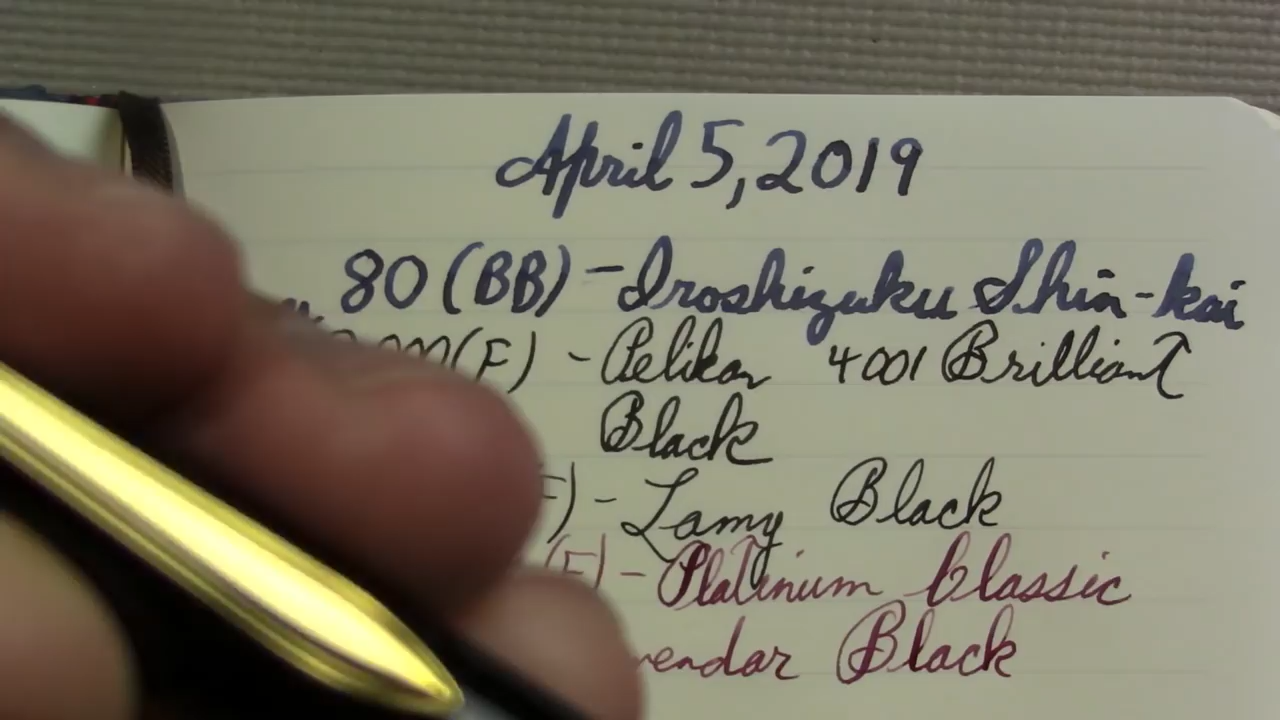 April 5, 2019
80 (BB) - Iroshizuku Shin-kai
(F) - Pelikan 4001 Brilliant
Black
) - Lamy Black
(F) - Platinum Classic
vendar Black